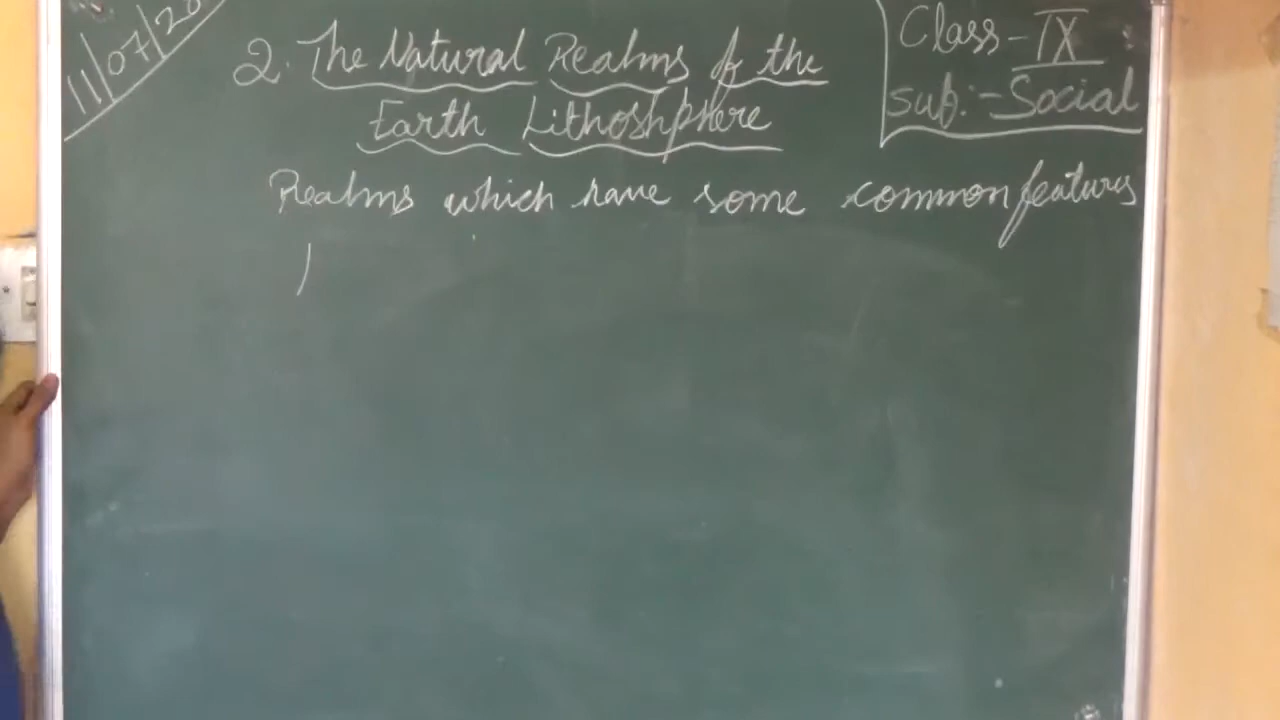 11/07/20
2. The Natural Realms of the
Earth Lithoshphere
Class - IX
sub:- Social
Realms which have some common features